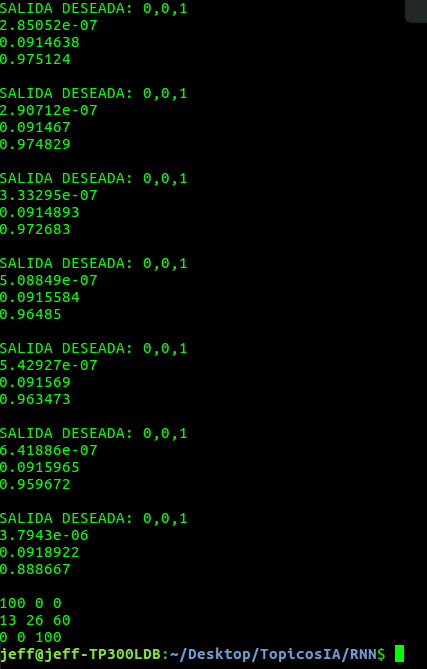 SALIDA DESEADA: 0,0,1
2.85052e-07
0.0914638
0.975124
SALIDA DESEADA: 0,0,1
2.90712e-07
0.091467
0.974829
SALIDA DESEADA: 0,0,1
3.33295e-07
0.0914893
0.972683
SALIDA DESEADA: 0,0,1
5.08849e-07
0.0915584
0.96485
SALIDA DESEADA: 0,0,1
5.42927e-07
0.091569
0.963473
SALIDA DESEADA: 0,0,1
6.41886e-07
0.0915965
0.959672
SALIDA DESEADA: 0,0,1
3.7943e-06
0.0918922
0.888667
100 0 0
13 26 60
0 0 100
jeff@jeff-TP300LDB:~/Desktop/TopicosIA/RNN$